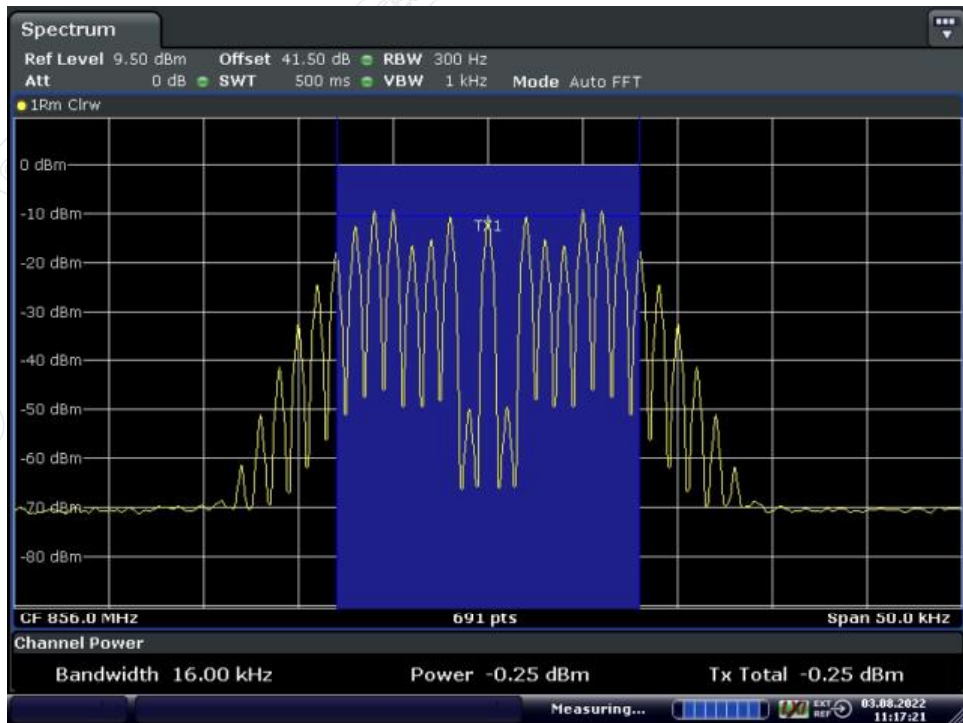 Spectrum
Ref Level 9.50 dBm Offset 41.50 dB RBW 300 Hz
Att 0 dB SWT 500 ms VBW 1 kHz Mode Auto FFT
1Rm Clrw
0 dBm
-10 dBm
TX1
-20 dBm
-30 dBm
-40 dBm
-50 dBm
-60 dBm
-70 dBm
-80 dBm
CF 856.0 MHz 691 pts Span 50.0 kHz
Channel Power
Bandwidth 16.00 kHz Power -0.25 dBm Tx Total -0.25 dBm
Measuring... LXI EXT REF 03.08.2022
11:17:21